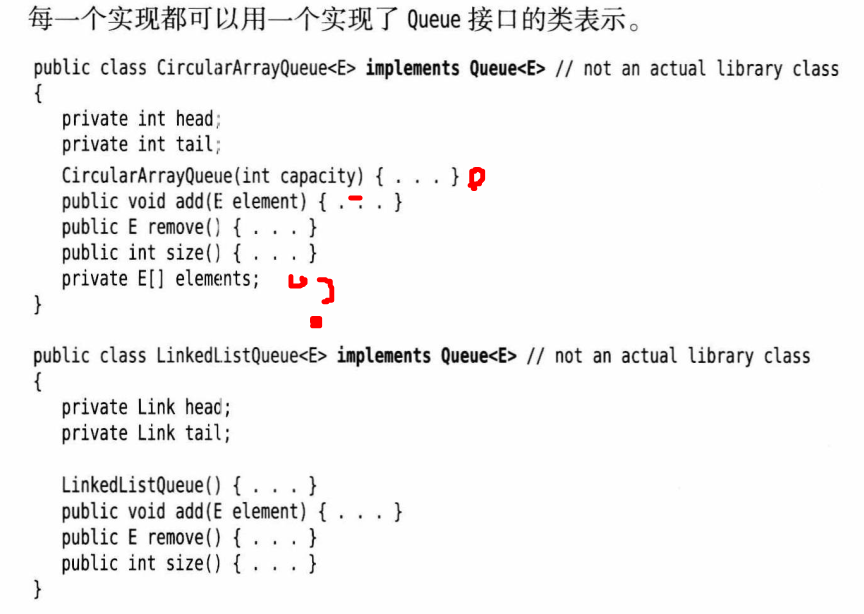 每一个实现都可以用一个实现了 Queue 接口的类表示。
public class CircularArrayQueue<E> implements Queue<E> // not an actual library class
{
private int head;
private int tail;
CircularArrayQueue(int capacity) { . . . }
public void add(E element) { . . . }
public E remove() { . . . }
public int size() { . . . }
private E[] elements;
}
public class LinkedListQueue<E> implements Queue<E> // not an actual library class
{
private Link head;
private Link tail;
LinkedListQueue() { . . . }
public void add(E element) { . . . }
public E remove() { . . . }
public int size() { . . . }
}